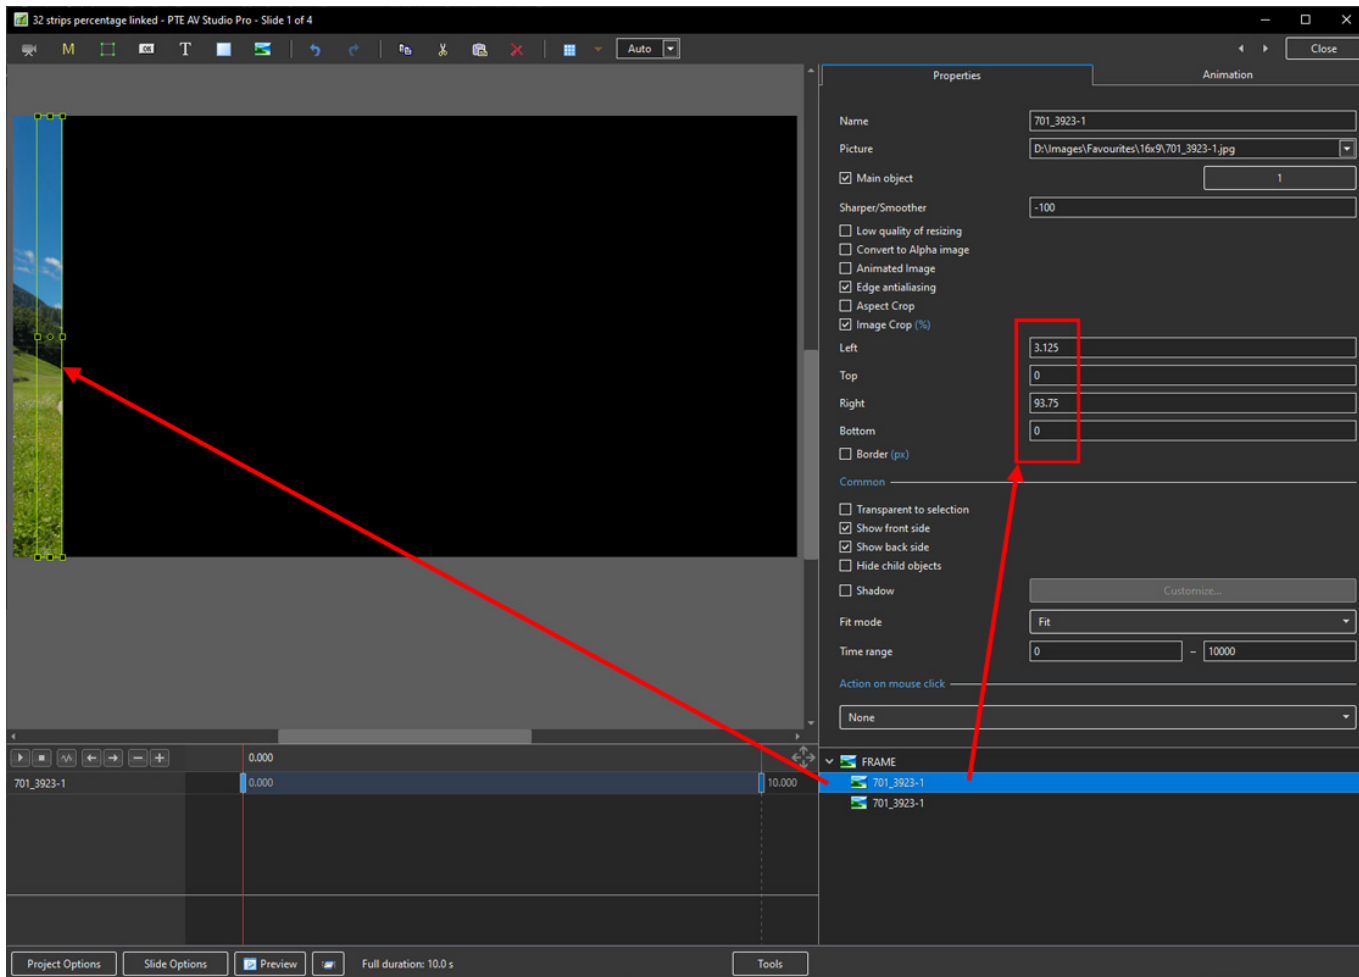 32 strips percentage linked - PTE AV Studio Pro - Slide 1 of 4
M OK T Auto Close
Properties Animation
Name 701_3923-1
Picture D:\Images\Favourites\16x9\701_3923-1.jpg
Main object 1
Sharper/Smoother -100
Low quality of resizing
Convert to Alpha image
Animated Image
Edge antialiasing
Aspect Crop
Image Crop (%)
Left 3.125
Top 0
Right 93.75
Bottom 0
Border (px)
Common
Transparent to selection
Show front side
Show back side
Hide child objects
Shadow Customize...
Fit mode Fit
Time range 0 – 10000
Action on mouse click
None
0.000
FRAME
701_3923-1 0.000 10.000 701_3923-1
701_3923-1
Project Options Slide Options Preview Full duration: 10.0 s Tools